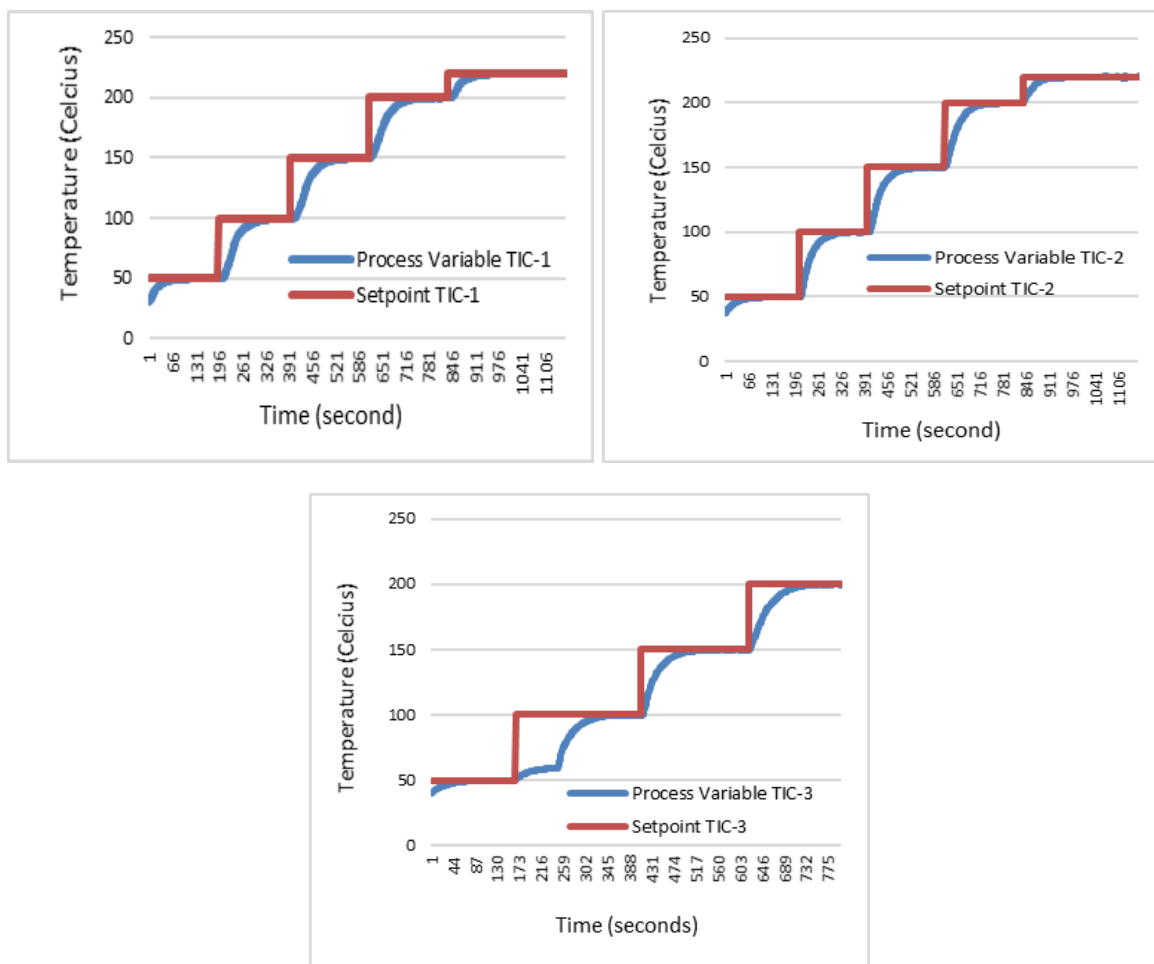 250
200
150
100
50
0
Temperature (Celcius)
Process Variable TIC-1
Setpoint TIC-1
1 66 131 196 261 326 391 456 521 586 651 716 781 846 911 976 1041 1106
Time (second)
250
200
150
100
50
0
Temperature (Celcius)
Process Variable TIC-2
Setpoint TIC-2
1 66 131 196 261 326 391 456 521 586 651 716 781 846 911 976 1041 1106
Time (second)
250
200
150
100
50
0
Temperature (Celcius)
Process Variable TIC-3
Setpoint TIC-3
1 44 87 130 173 216 259 302 345 388 431 474 517 560 603 646 689 732 775
Time (seconds)